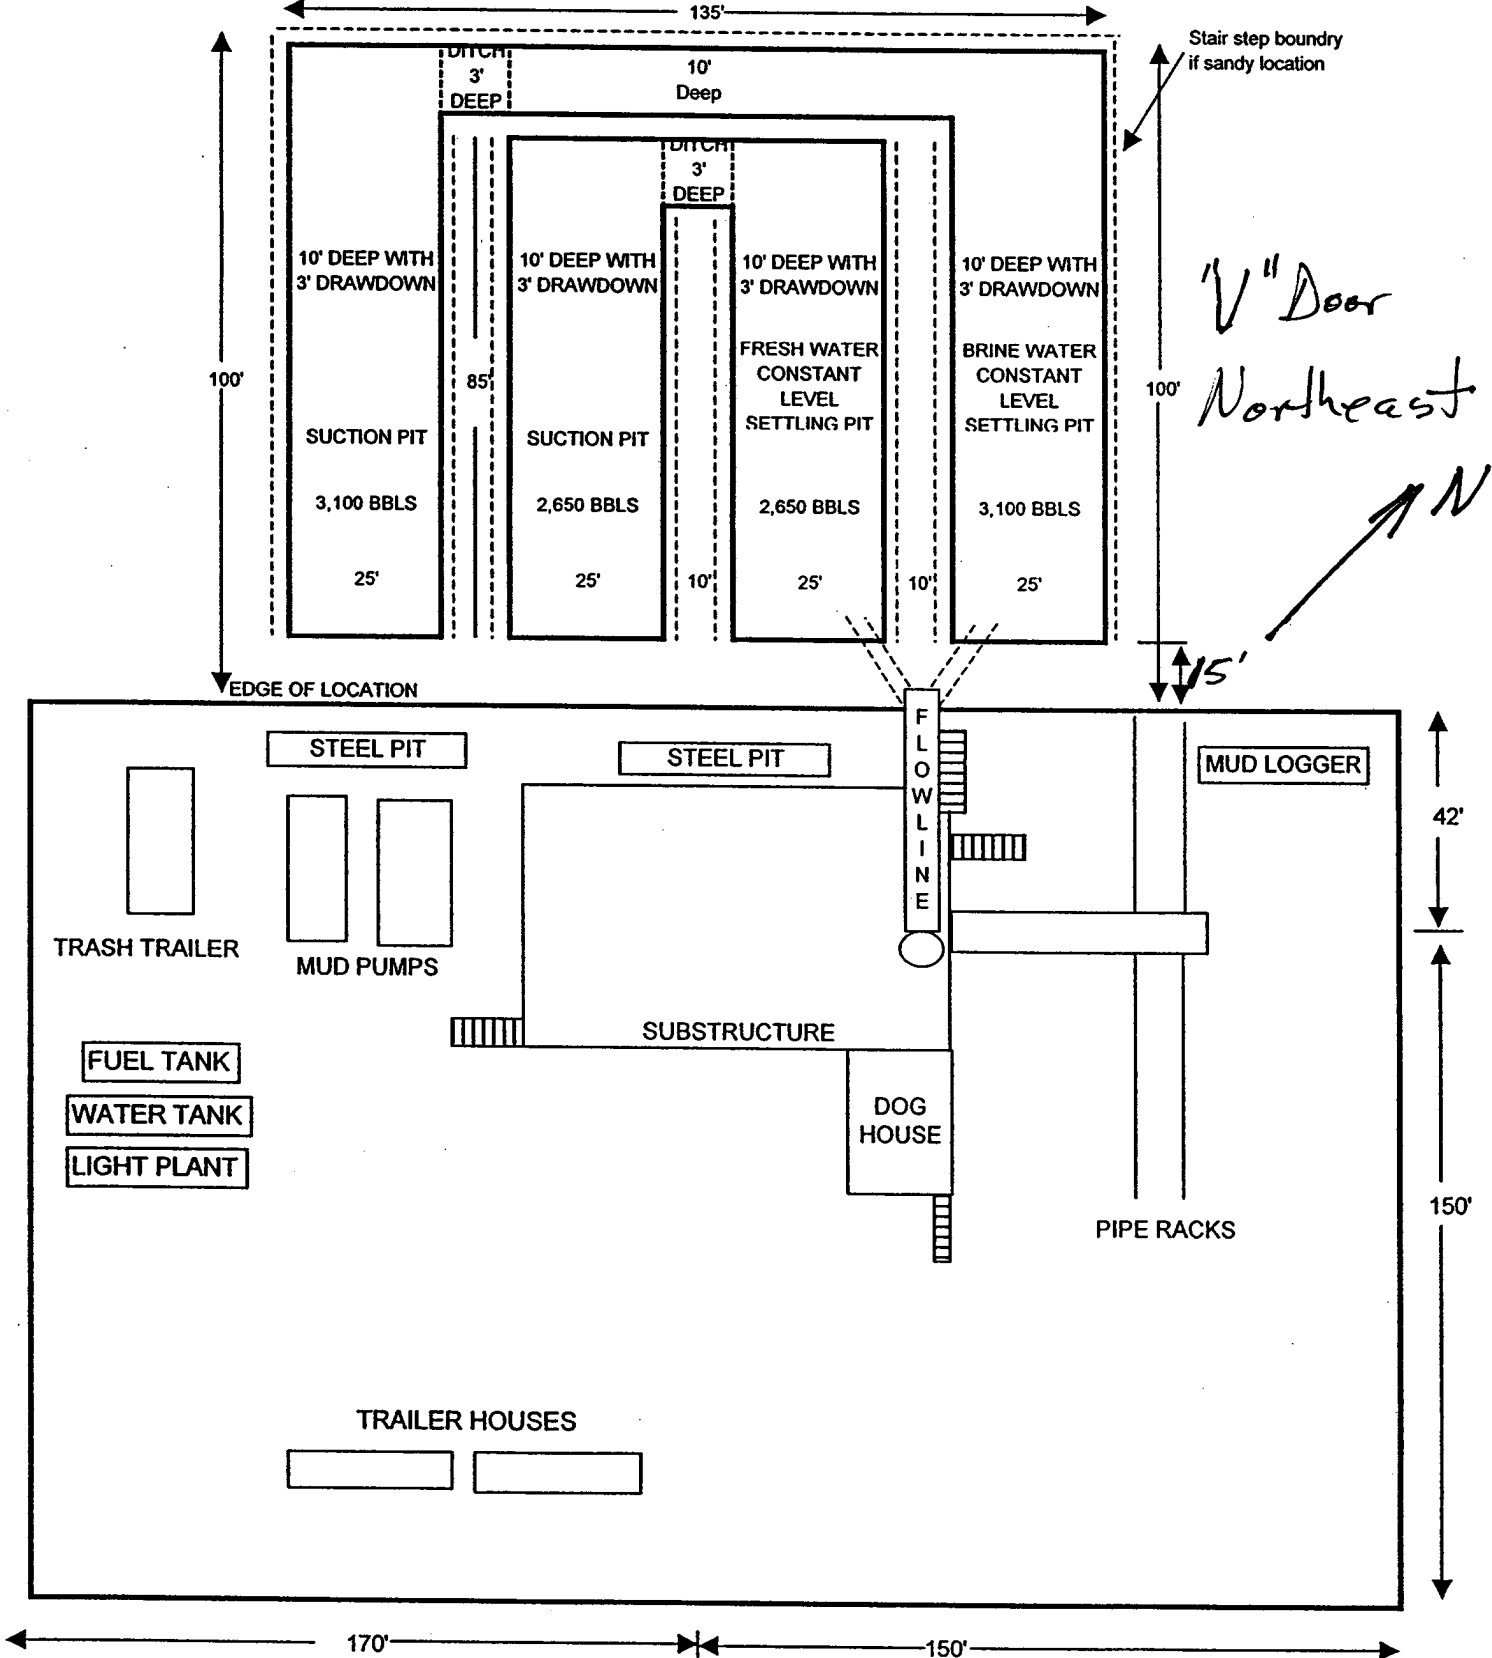 135'
Stair step boundry
if sandy location
DITCH
3'
DEEP
10'
Deep
DITCH
3'
DEEP
10' DEEP WITH
3' DRAWDOWN
10' DEEP WITH
3' DRAWDOWN
10' DEEP WITH
3' DRAWDOWN
10' DEEP WITH
3' DRAWDOWN
"V" Door
Northeast
N
100'
85'
100'
FRESH WATER
CONSTANT
LEVEL
SETTLING PIT
BRINE WATER
CONSTANT
LEVEL
SETTLING PIT
SUCTION PIT
SUCTION PIT
3,100 BBLS
2,650 BBLS
2,650 BBLS
3,100 BBLS
25'
25'
10'
25'
10'
25'
15'
EDGE OF LOCATION
STEEL PIT
STEEL PIT
FLOWLINE
MUD LOGGER
42'
TRASH TRAILER
MUD PUMPS
SUBSTRUCTURE
FUEL TANK
WATER TANK
LIGHT PLANT
DOG
HOUSE
PIPE RACKS
150'
TRAILER HOUSES
170'
150'